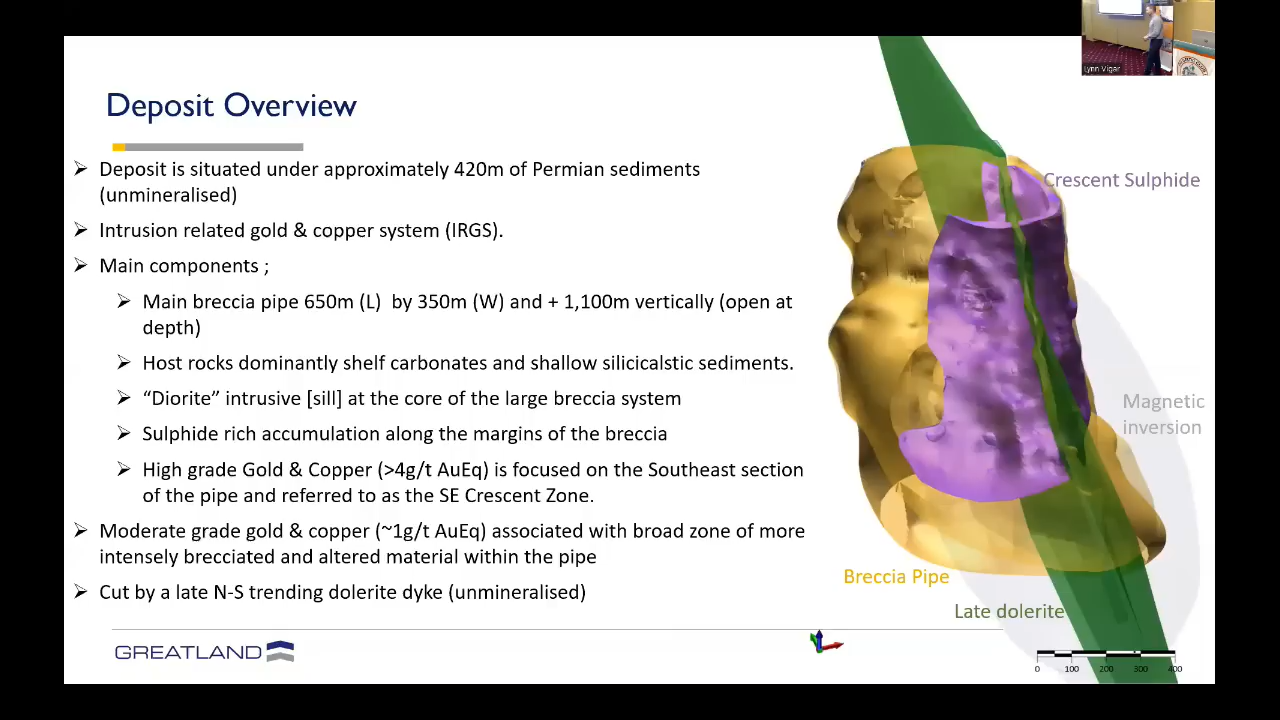 Lynn Vigar
Deposit Overview
➢ Deposit is situated under approximately 420m of Permian sediments
(unmineralised)
➢ Intrusion related gold & copper system (IRGS).
➢ Main components ;
➢ Main breccia pipe 650m (L) by 350m (W) and + 1,100m vertically (open at
depth)
➢ Host rocks dominantly shelf carbonates and shallow silicicalstic sediments.
➢ “Diorite” intrusive [sill] at the core of the large breccia system
➢ Sulphide rich accumulation along the margins of the breccia
➢ High grade Gold & Copper (>4g/t AuEq) is focused on the Southeast section
of the pipe and referred to as the SE Crescent Zone.
➢ Moderate grade gold & copper (~1g/t AuEq) associated with broad zone of more
intensely brecciated and altered material within the pipe
➢ Cut by a late N-S trending dolerite dyke (unmineralised)
Crescent Sulphide
Magnetic
inversion
Breccia Pipe
Late dolerite
GREATLAND
0 100 200 300 400